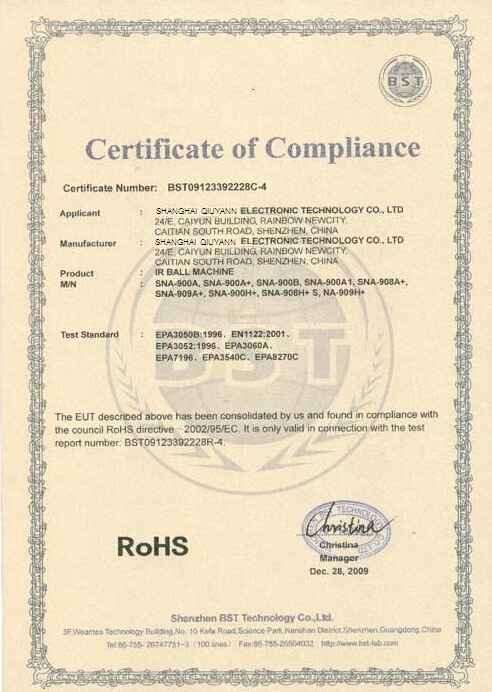 BST
Certificate of Compliance
Certificate Number: BST09123392228C-4
Applicant : SHANGHAI QIUYANN ELECTRONIC TECHNOLOGY CO., LTD
24/E, CAIYUN BUILDING, RAINBOW NEWCITY,
CAITIAN SOUTH ROAD, SHENZHEN, CHINA
Manufacturer : SHANGHAI QIUYANN ELECTRONIC TECHNOLOGY CO., LTD
24/E, CAIYUN BUILDING, RAINBOW NEWCITY,
CAITIAN SOUTH ROAD, SHENZHEN, CHINA
Product : IR BALL MACHINE
M/N : SNA-900A, SNA-900A+, SNA-900B, SNA-900A1, SNA-908A+,
SNA-909A+, SNA-900H+, SNA-908H+ S, NA-909H+
Test Standard : EPA3050B:1996, EN1122:2001,
EPA3052:1996, EPA3060A,
EPA7196, EPA3540C, EPA8270C
BST
The EUT described above has been consolidated by us and found in compliance with
the council RoHS directive 2002/95/EC. It is only valid in connection with the test
report number: BST09123392228R-4.
RoHS
Christina
Christina
Manager
Dec. 28, 2009
Shenzhen BST Technology Co.,Ltd.
3F,Weames Technology Building,No. 10 Kefa Road,Science Park,Nanshan District,Shenzhen,Guangdong,China
Tel:86-755- 26747751~3 (100 lines) Fax:86-755-26504032 http://www.bst-lab.com